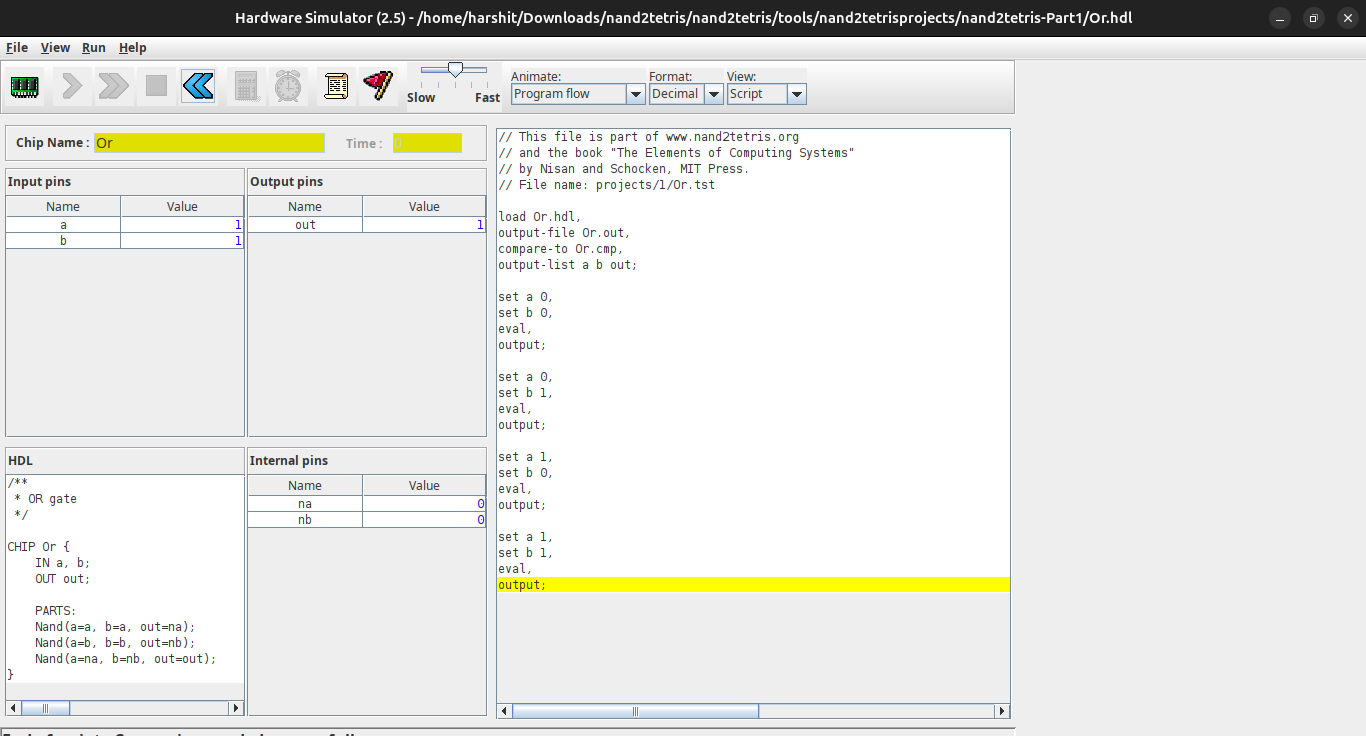 Hardware Simulator (2.5) - /home/harshit/Downloads/nand2tetris/nand2tetris/tools/nand2tetrisprojects/nand2tetris-Part1/Or.hdl
File View Run Help
Animate: Format: View:
Slow Fast Program flow Decimal Script
Chip Name : Or Time : 0
Input pins
Name Value
a 1
b 1
Output pins
Name Value
out 1
HDL
/**
* OR gate
*/
CHIP Or {
IN a, b;
OUT out;
PARTS:
Nand(a=a, b=a, out=na);
Nand(a=b, b=b, out=nb);
Nand(a=na, b=nb, out=out);
}
Internal pins
Name Value
na 0
nb 0
// This file is part of www.nand2tetris.org
// and the book "The Elements of Computing Systems"
// by Nisan and Schocken, MIT Press.
// File name: projects/1/Or.tst
load Or.hdl,
output-file Or.out,
compare-to Or.cmp,
output-list a b out;
set a 0,
set b 0,
eval,
output;
set a 0,
set b 1,
eval,
output;
set a 1,
set b 0,
eval,
output;
set a 1,
set b 1,
eval,
output;